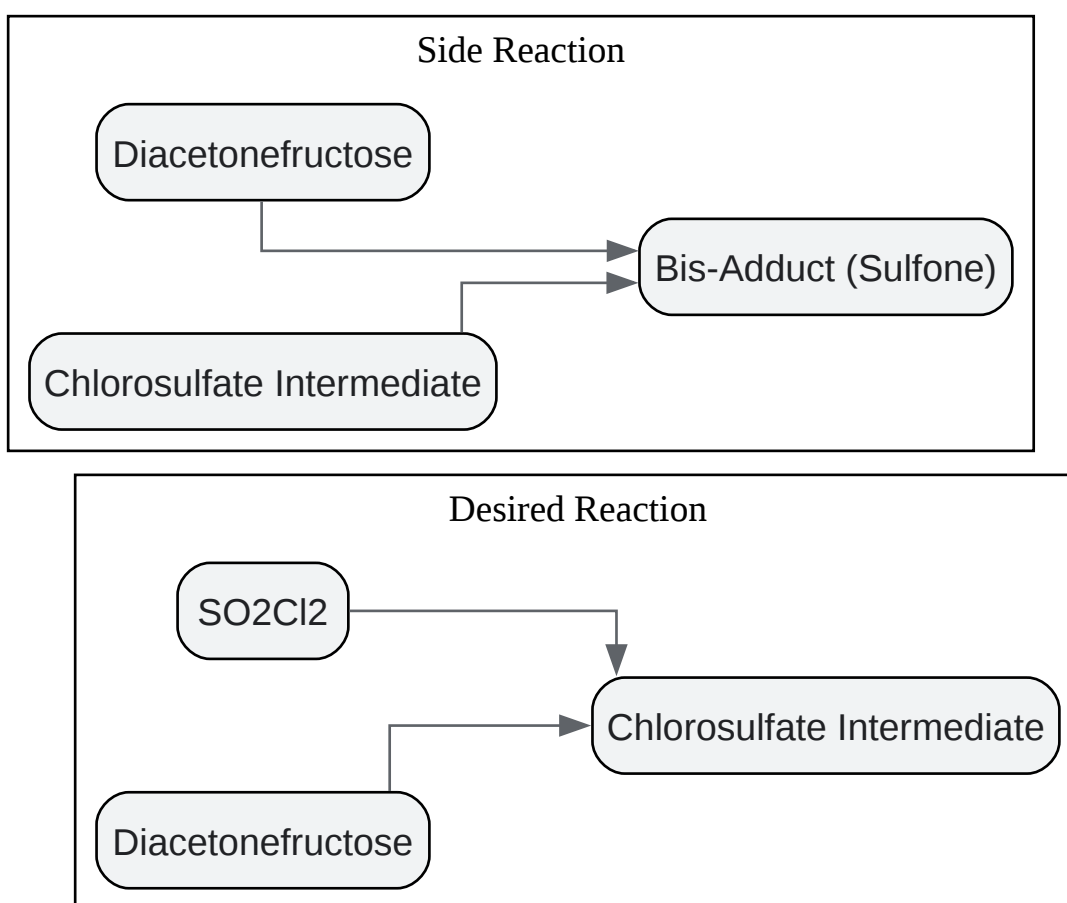 Side Reaction
Diacetonefructose
Bis-Adduct (Sulfone)
Chlorosulfate Intermediate
Desired Reaction
SO2Cl2
Chlorosulfate Intermediate
Diacetonefructose